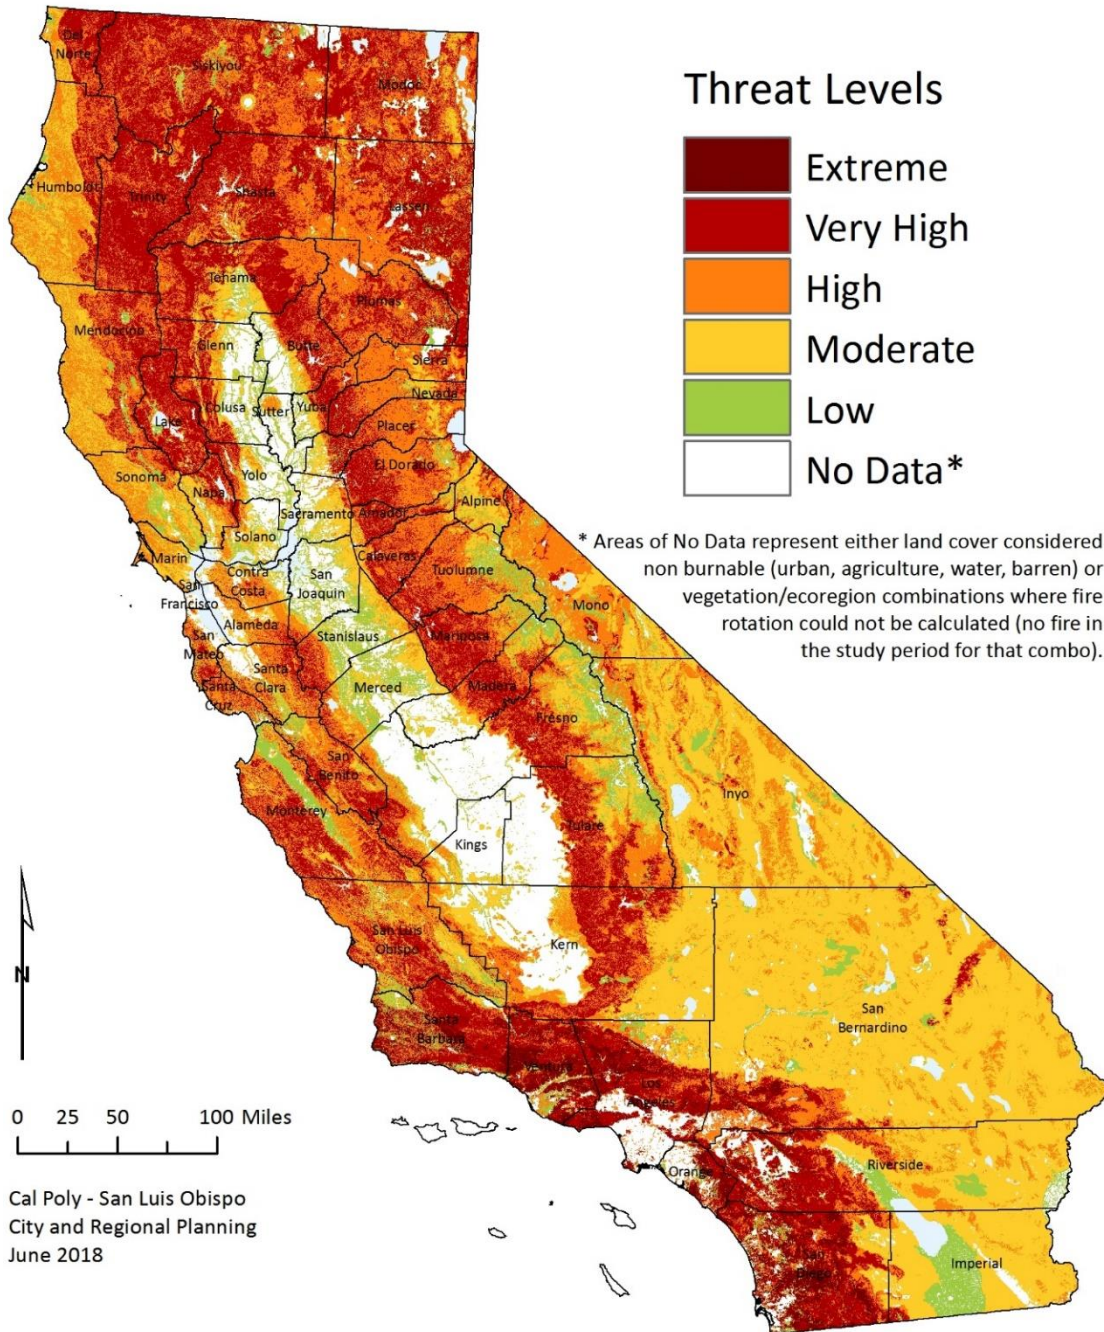 Threat Levels
Extreme
Very High
High
Moderate
Low
No Data*
* Areas of No Data represent either land cover considered
non burnable (urban, agriculture, water, barren) or
vegetation/ecoregion combinations where fire
rotation could not be calculated (no fire in
the study period for that combo).
Del
Norte
Siskiyou
Modoc
Humboldt
Trinity
Shasta
Lassen
Tehama
Plumas
Mendocino
Glenn
Butte
Sierra
Nevada
Colusa
Sutter
Yuba
Lake
Placer
El Dorado
Sonoma
Napa
Yolo
Sacramento
Amador
Alpine
Solano
Marin
Calaveras
Contra
Costa
San
Joaquin
Tuolumne
San
Francisco
Mono
Alameda
Stanislaus
San
Mateo
Mariposa
Santa
Clara
Santa
Cruz
Merced
Madera
Fresno
San
Benito
Inyo
Monterey
Tulare
Kings
San Luis
Obispo
Kern
San
Bernardino
Santa
Barbara
Ventura
Los
Angeles
Orange
Riverside
San
Diego
Imperial
N
0 25 50 100 Miles
Cal Poly - San Luis Obispo
City and Regional Planning
June 2018